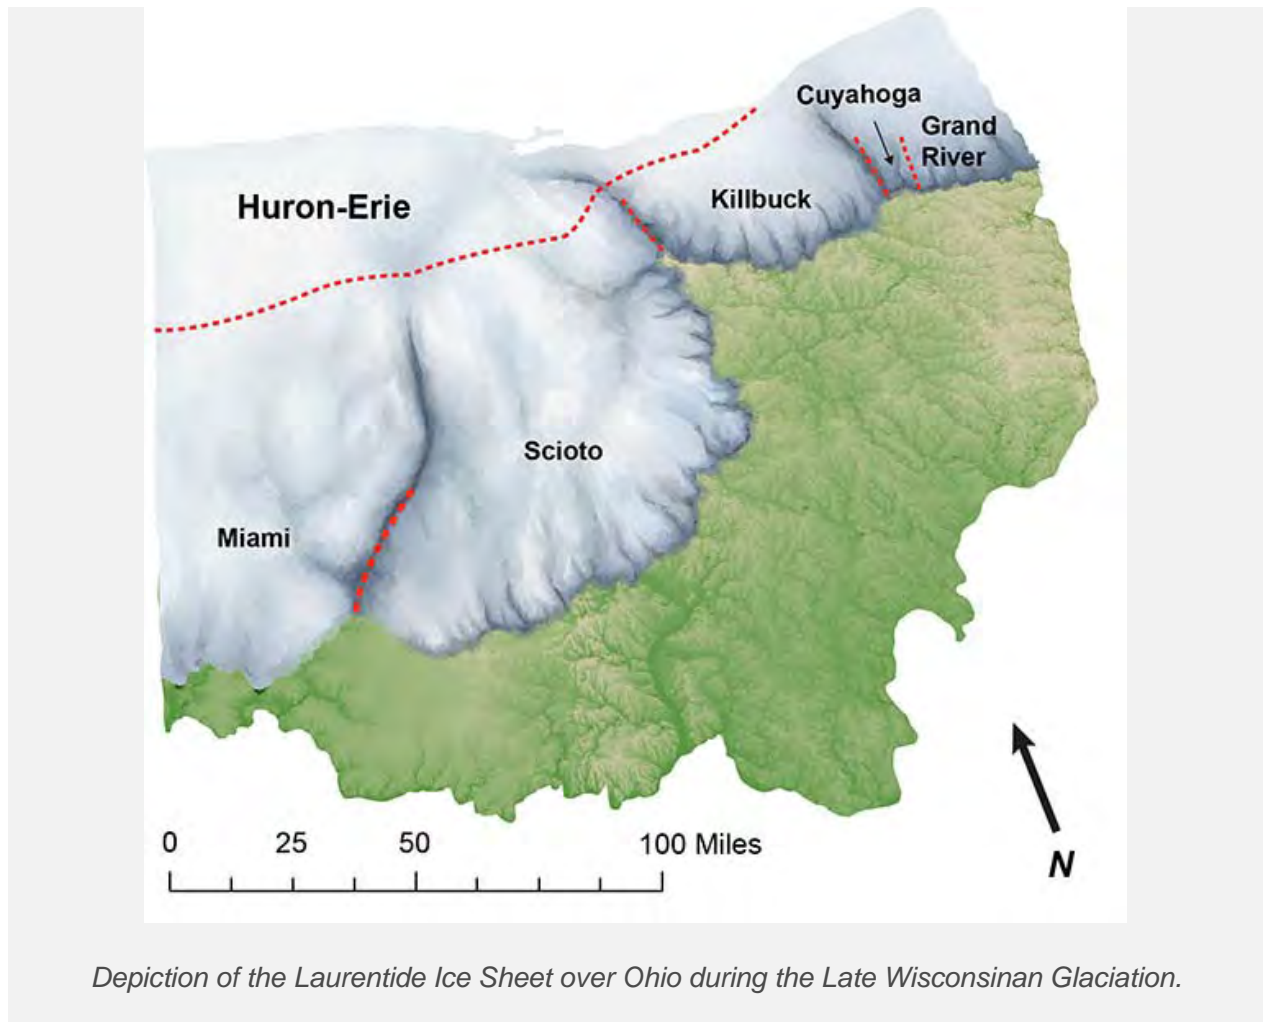 Cuyahoga
Grand
River
Killbuck
Huron-Erie
Scioto
Miami
0 25 50 100 Miles
N
Depiction of the Laurentide Ice Sheet over Ohio during the Late Wisconsinan Glaciation.